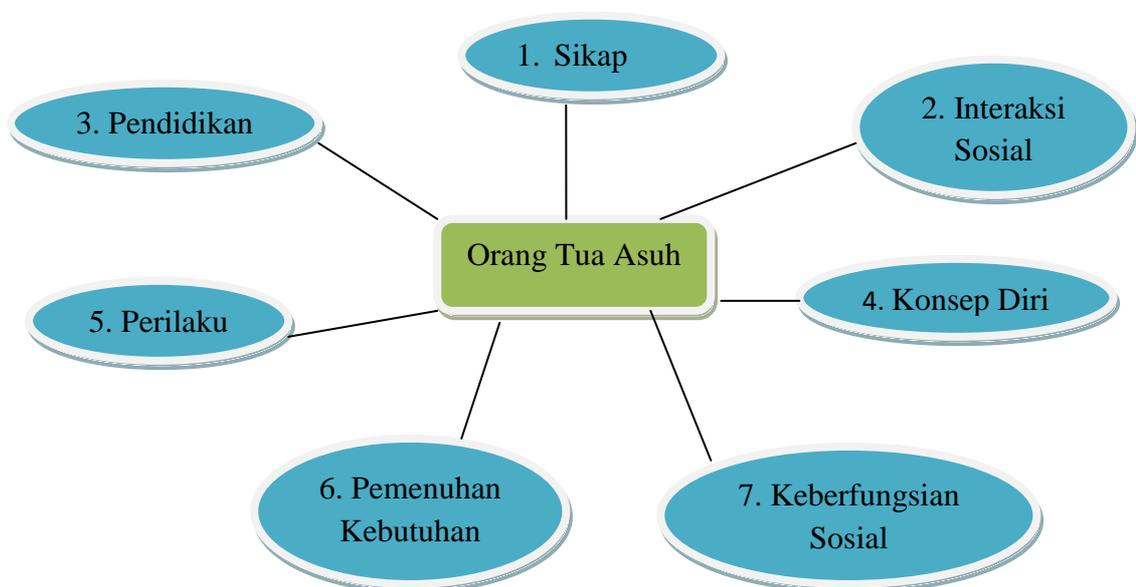 1. Sikap
2. Interaksi
Sosial
3. Pendidikan
Orang Tua Asuh
4. Konsep Diri
5. Perilaku
6. Pemenuhan
Kebutuhan
7. Keberfungsian
Sosial